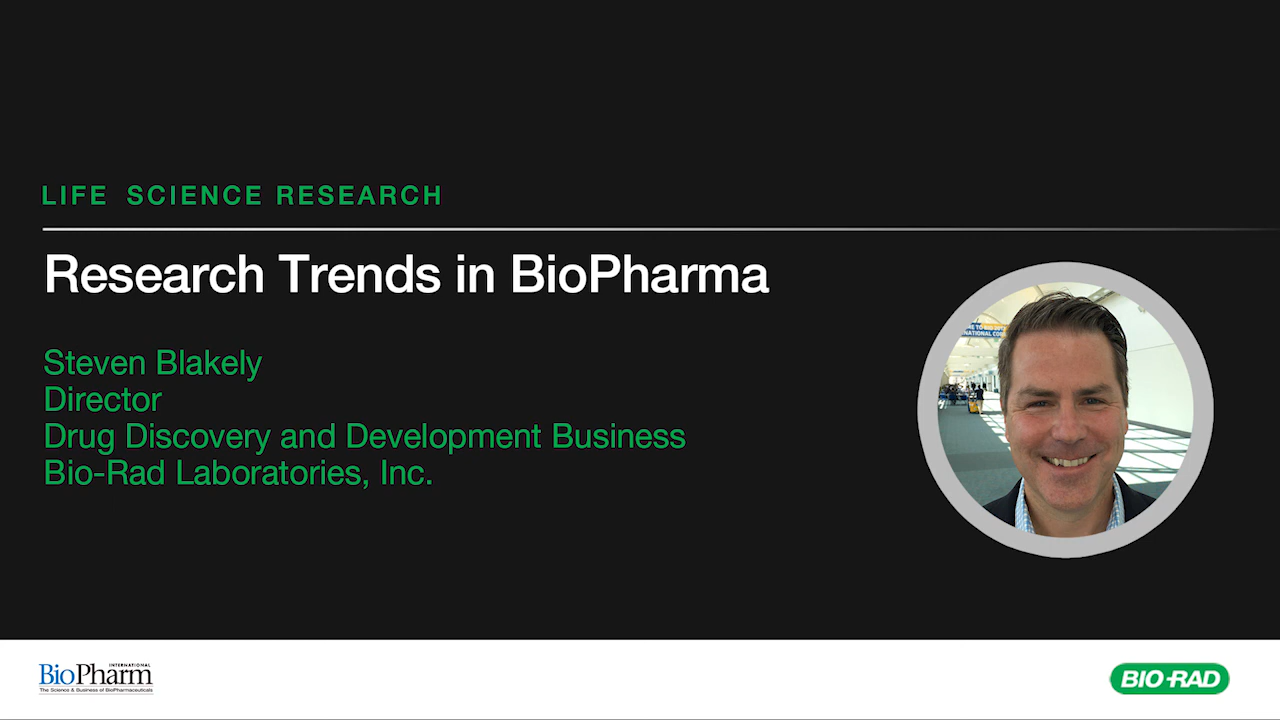 LIFE SCIENCE RESEARCH
Research Trends in BioPharma
Steven Blakely
Director
Drug Discovery and Development Business
Bio-Rad Laboratories, Inc.
INTERNATIONAL
BioPharm
The Science & Business of BioPharmaceuticals
BIO-RAD